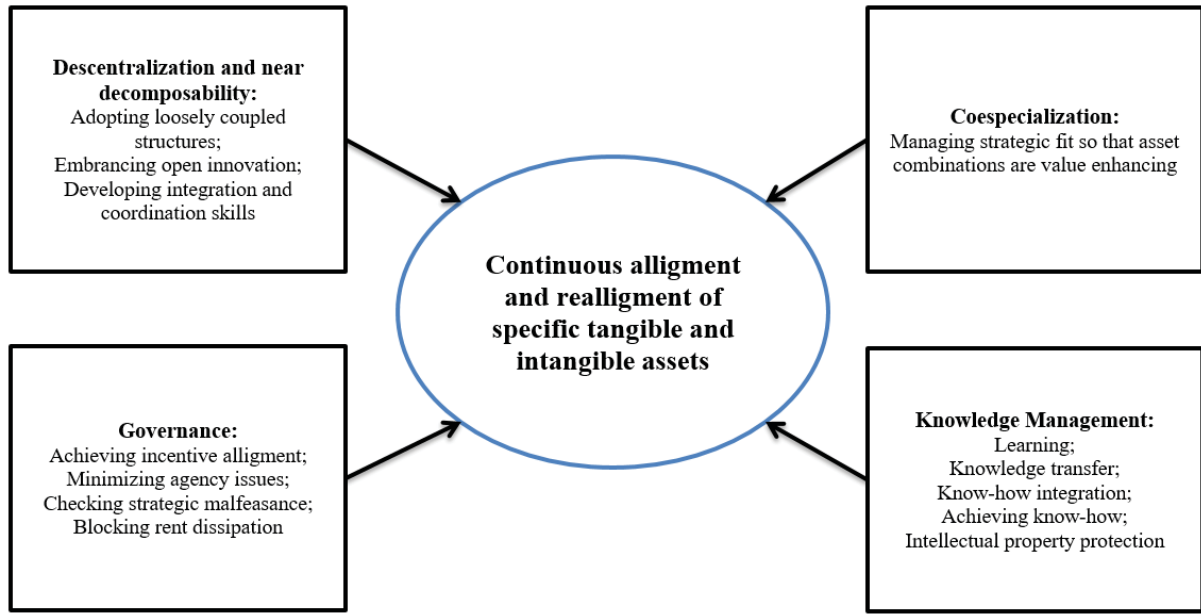 Descentralization and near
decomposability:
Adopting loosely coupled
structures;
Embrancing open innovation;
Developing integration and
coordination skills
Coespecialization:
Managing strategic fit so that asset
combinations are value enhancing
Continuous alligment
and realligment of
specific tangible and
intangible assets
Governance:
Achieving incentive alligment;
Minimizing agency issues;
Checking strategic malfeasance;
Blocking rent dissipation
Knowledge Management:
Learning;
Knowledge transfer;
Know-how integration;
Achieving know-how;
Intellectual property protection